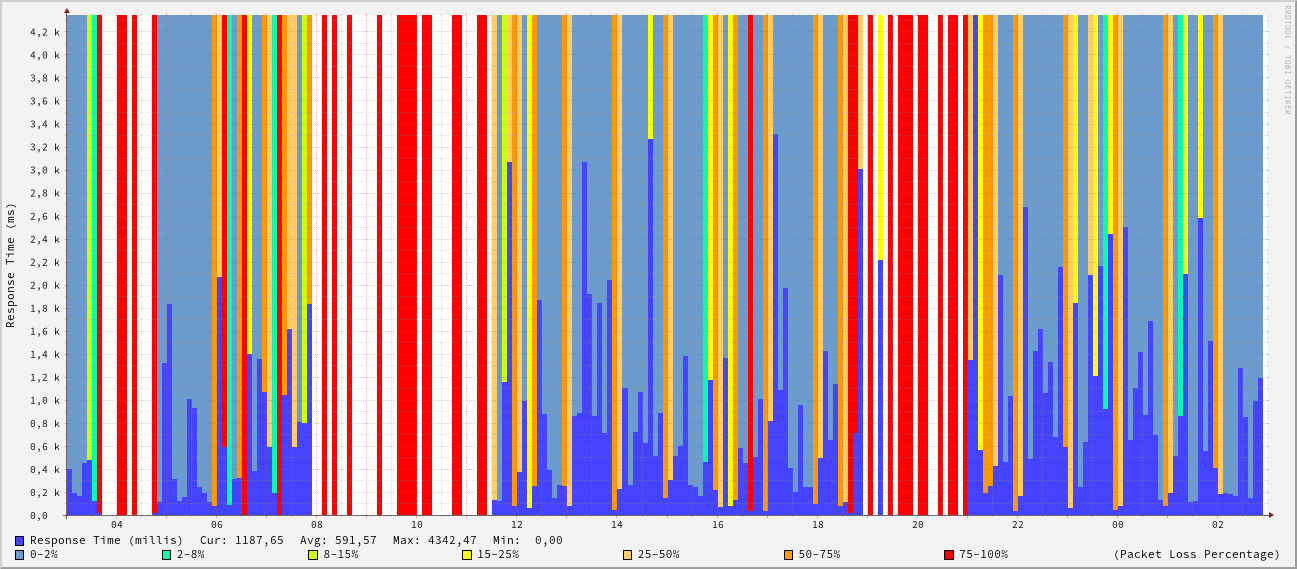 RRDTOOL / TOBI OETIKER
Response Time (ms)
4,2 k
4,0 k
3,8 k
3,6 k
3,4 k
3,2 k
3,0 k
2,8 k
2,6 k
2,4 k
2,2 k
2,0 k
1,8 k
1,6 k
1,4 k
1,2 k
1,0 k
0,8 k
0,6 k
0,4 k
0,2 k
0,0
04 06 08 10 12 14 16 18 20 22 00 02
Response Time (millis) Cur: 1187,65 Avg: 591,57 Max: 4342,47 Min: 0,00
0-2% 2-8% 8-15% 15-25% 25-50% 50-75% 75-100% (Packet Loss Percentage)